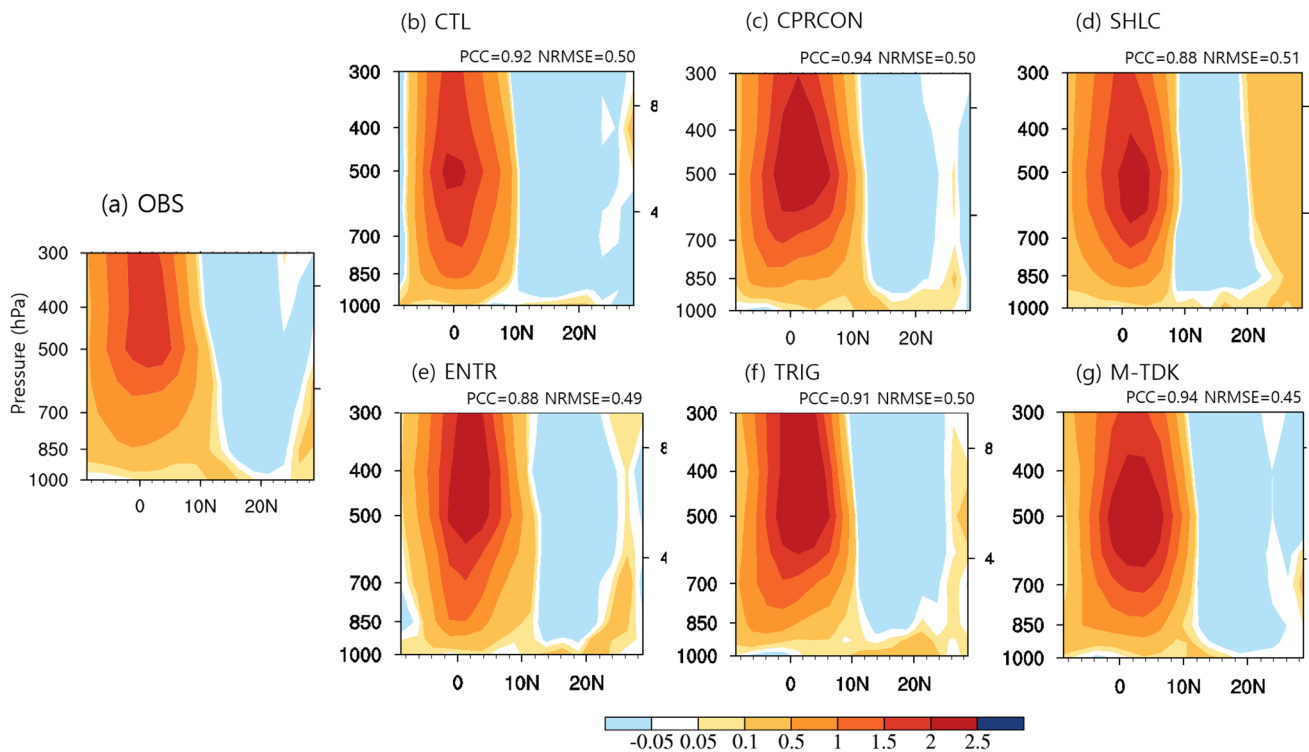 (b) CTL
PCC=0.92 NRMSE=0.50
300
400
500
700
850
1000
8
4
0 10N 20N
(c) CPRCON
PCC=0.94 NRMSE=0.50
300
400
500
700
850
1000
0 10N 20N
(d) SHLC
PCC=0.88 NRMSE=0.51
300
400
500
700
850
1000
0 10N 20N
(a) OBS
Pressure (hPa)
300
400
500
700
850
1000
0 10N 20N
(e) ENTR
PCC=0.88 NRMSE=0.49
300
400
500
700
850
1000
8
4
0 10N 20N
(f) TRIG
PCC=0.91 NRMSE=0.50
300
400
500
700
850
1000
8
4
0 10N 20N
(g) M-TDK
PCC=0.94 NRMSE=0.45
300
400
500
700
850
1000
0 10N 20N
-0.05 0.05 0.1 0.5 1 1.5 2 2.5